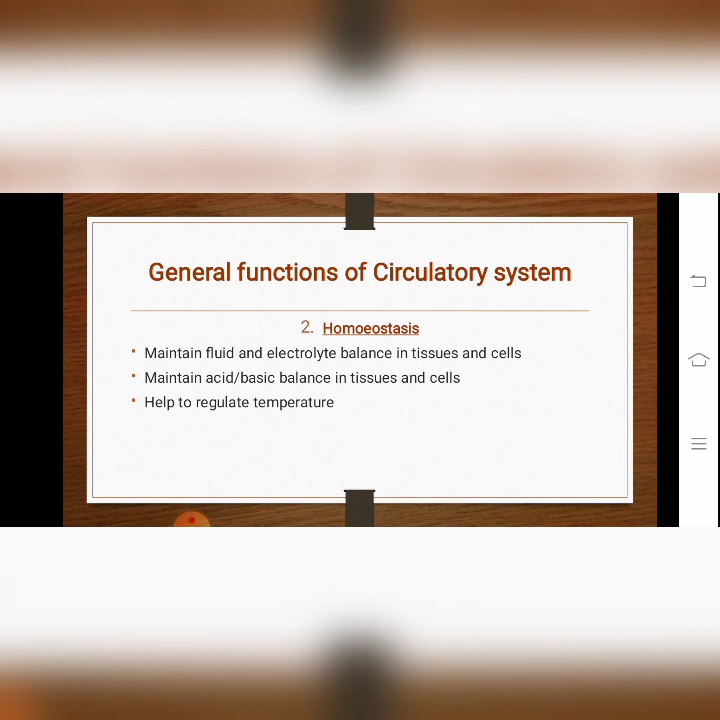 General functions of Circulatory system
2. Homoeostasis
• Maintain fluid and electrolyte balance in tissues and cells
• Maintain acid/basic balance in tissues and cells
• Help to regulate temperature